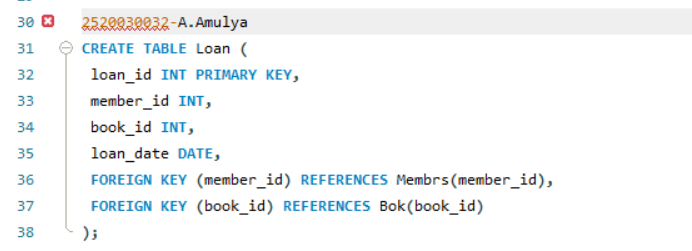 30 2520030032-A.Amulya
31 CREATE TABLE Loan (
32 loan_id INT PRIMARY KEY,
33 member_id INT,
34 book_id INT,
35 loan_date DATE,
36 FOREIGN KEY (member_id) REFERENCES Membrs(member_id),
37 FOREIGN KEY (book_id) REFERENCES Bok(book_id)
38 );